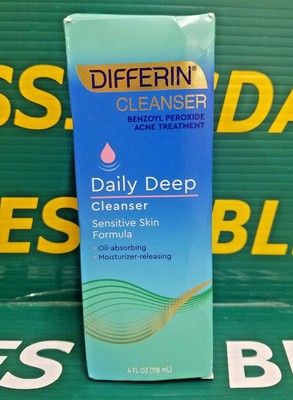 DIFFERIN®
CLEANSER
BENZOYL PEROXIDE
ACNE TREATMENT
Daily Deep
Cleanser
Sensitive Skin
Formula
• Oil-absorbing
• Moisturizer-releasing
4 FL OZ (118 mL)